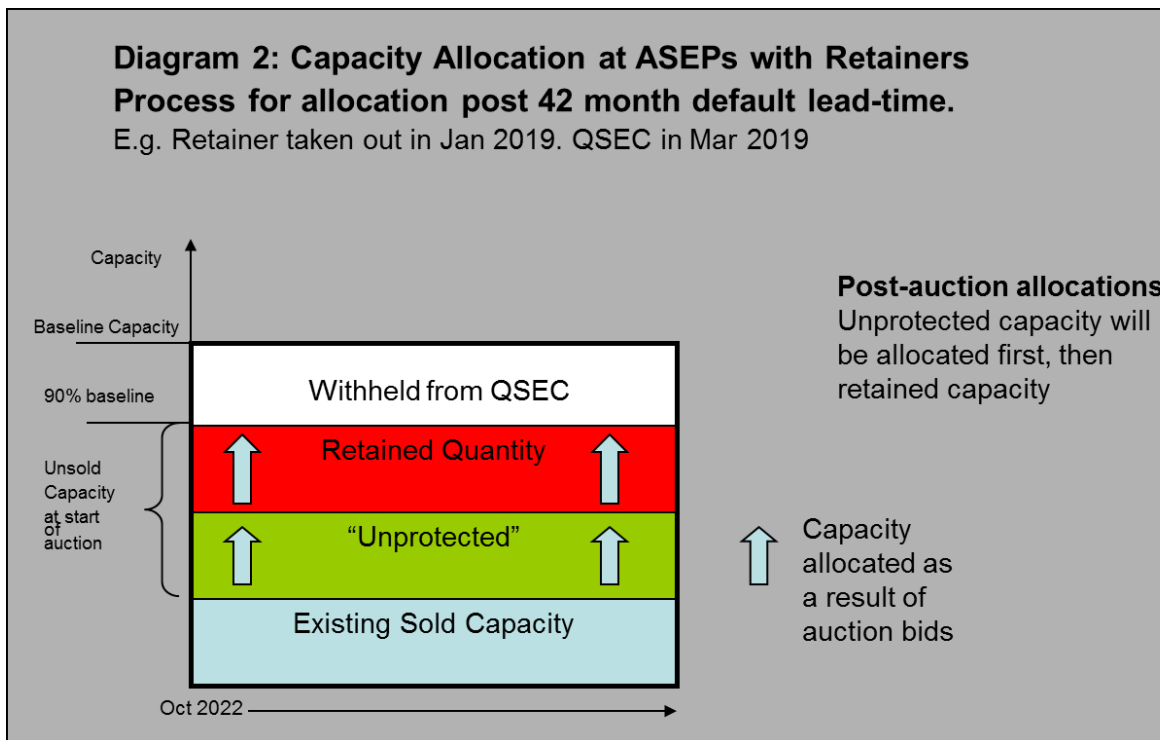 Diagram 2: Capacity Allocation at ASEPs with Retainers
Process for allocation post 42 month default lead-time.
E.g. Retainer taken out in Jan 2019. QSEC in Mar 2019
Capacity
Baseline Capacity
90% baseline
Unsold
Capacity
at start
of
auction
Withheld from QSEC
Retained Quantity
“Unprotected”
Existing Sold Capacity
Oct 2022
Post-auction allocations
Unprotected capacity will
be allocated first, then
retained capacity
Capacity
allocated as
a result of
auction bids